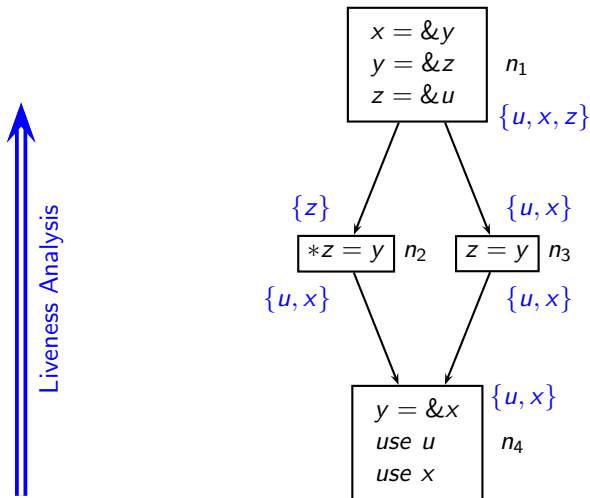 x = &y
y = &z
z = &u
n₁
{u, x, z}
{z}
{u, x}
∗z = y
n₂
z = y
n₃
{u, x}
{u, x}
Liveness Analysis
{u, x}
y = &x
use u
use x
n₄